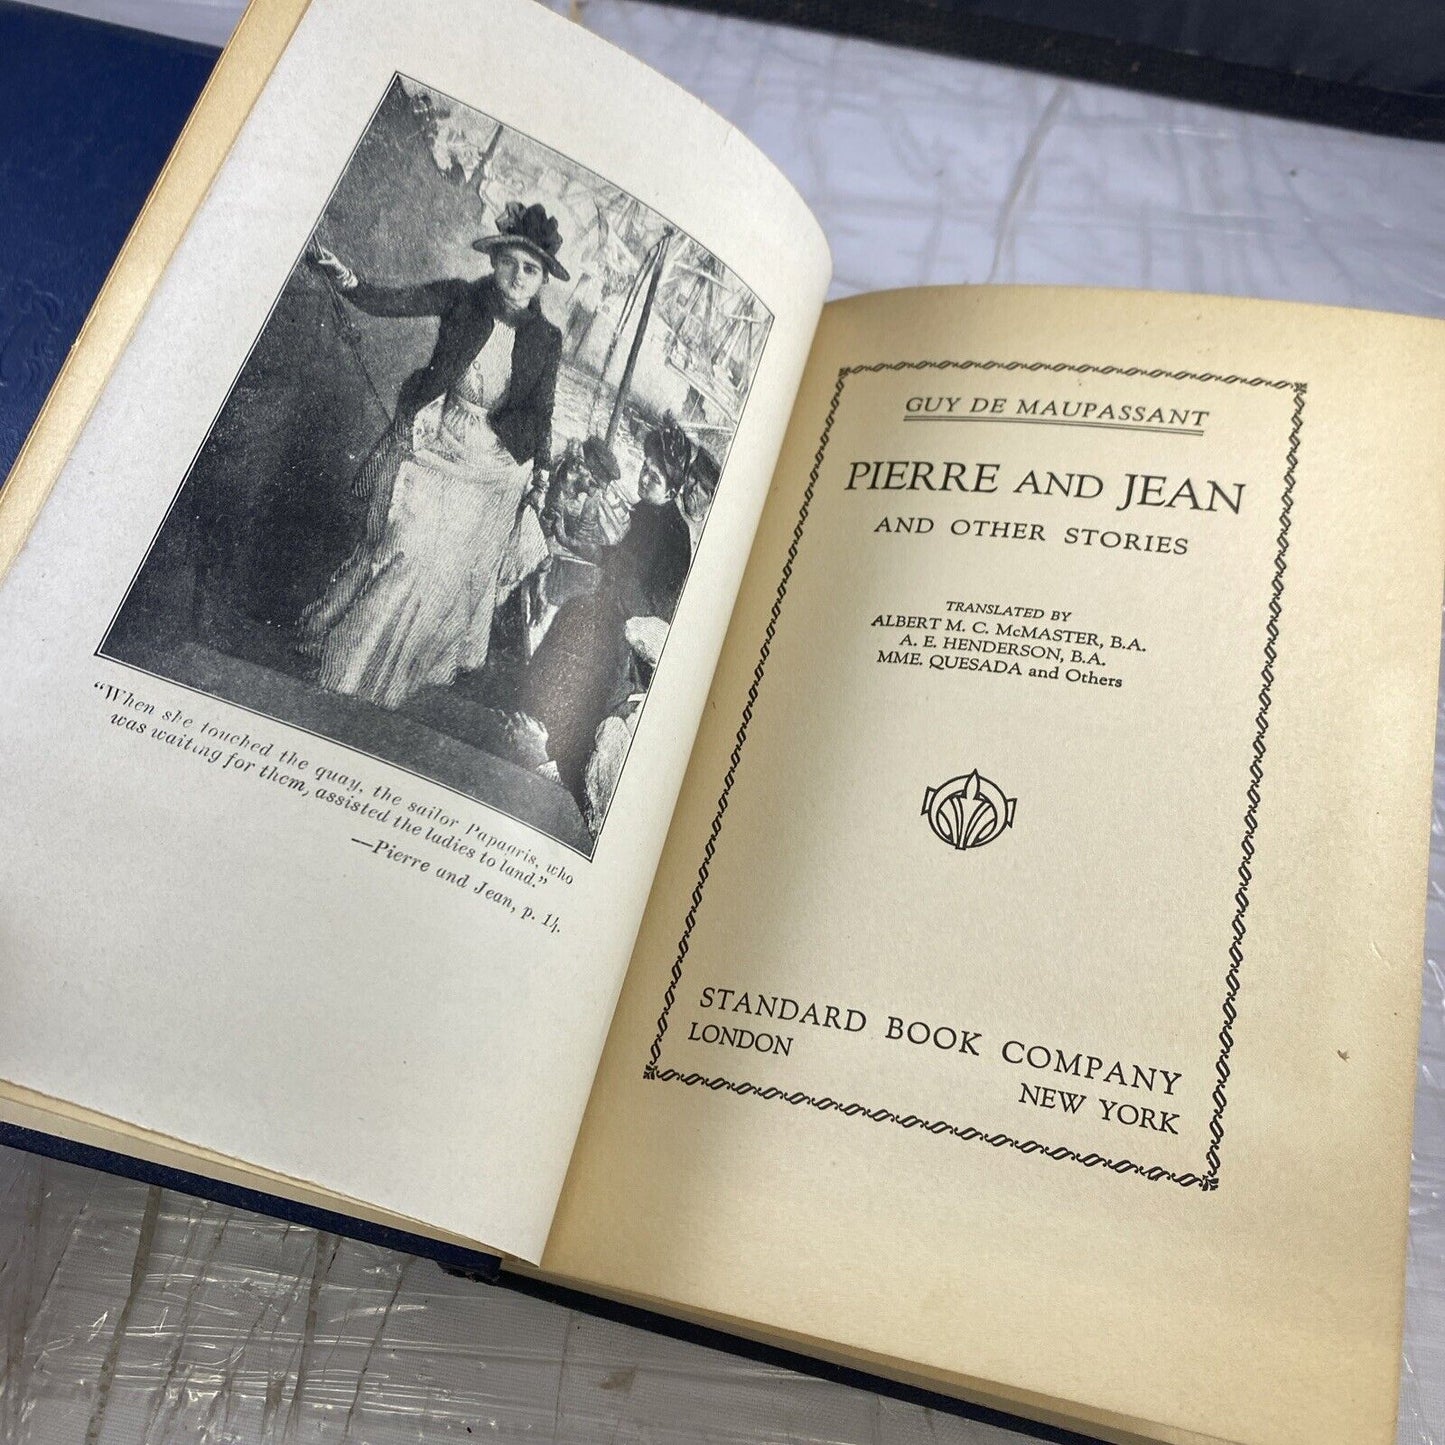 "When she touched the quay, the sailor Papagris, who
was waiting for them, assisted the ladies to land."
—Pierre and Jean, p. 14.
GUY DE MAUPASSANT
PIERRE AND JEAN
AND OTHER STORIES
TRANSLATED BY
ALBERT M. C. McMASTER, B.A.
A. E. HENDERSON, B.A.
MME. QUESADA and Others
STANDARD BOOK COMPANY
LONDON
NEW YORK